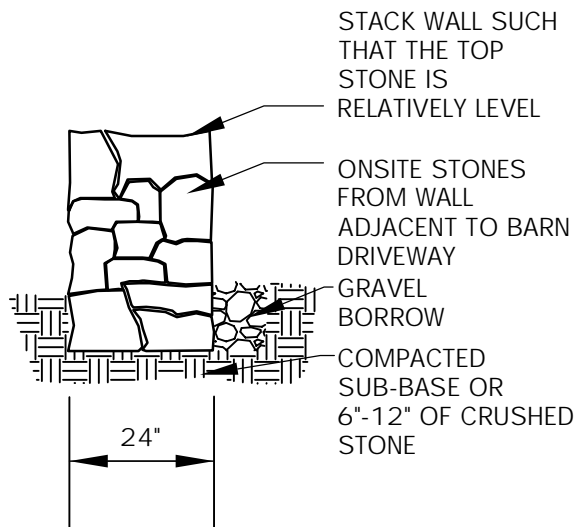 STACK WALL SUCH
THAT THE TOP
STONE IS
RELATIVELY LEVEL
ONSITE STONES
FROM WALL
ADJACENT TO BARN
DRIVEWAY
GRAVEL
BORROW
COMPACTED
SUB-BASE OR
6"-12" OF CRUSHED
STONE
24"